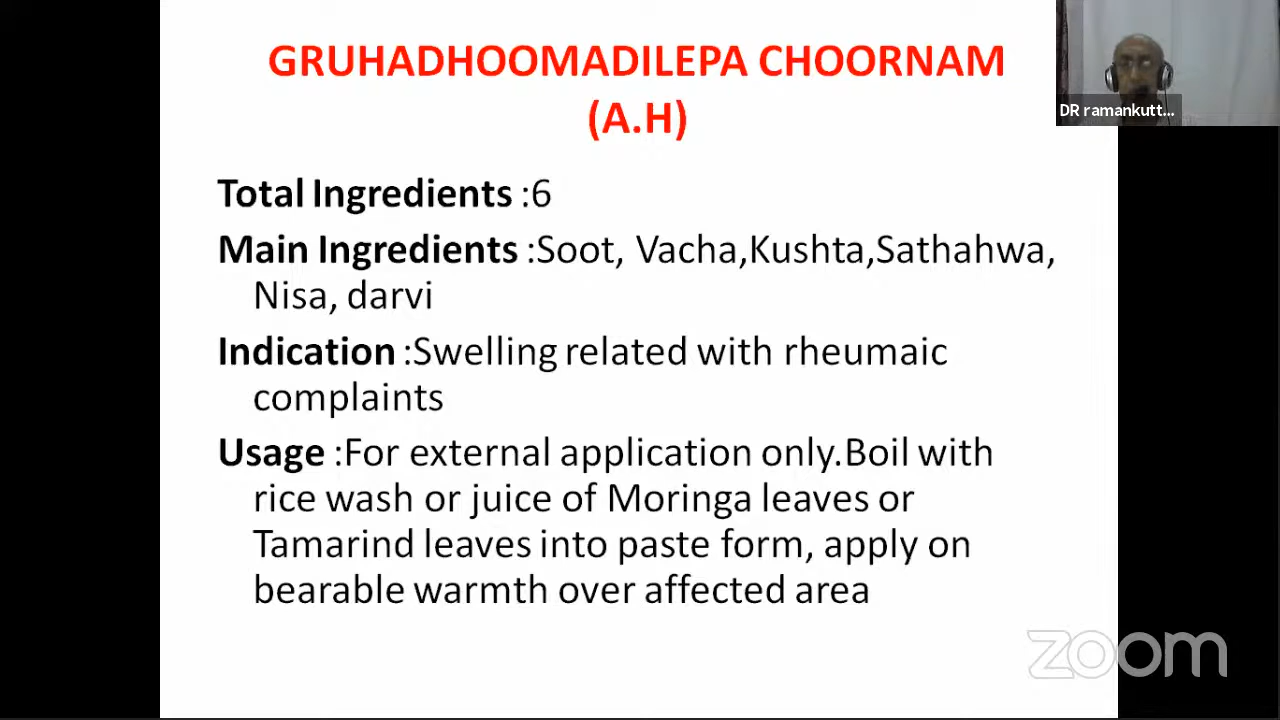 GRUHADHOOMADILEPA CHOORNAM
(A.H)
Total Ingredients :6
Main Ingredients :Soot, Vacha,Kushta,Sathahwa,
Nisa, darvi
Indication :Swelling related with rheumaic
complaints
Usage :For external application only.Boil with
rice wash or juice of Moringa leaves or
Tamarind leaves into paste form, apply on
bearable warmth over affected area
DR ramankutt...
zoom